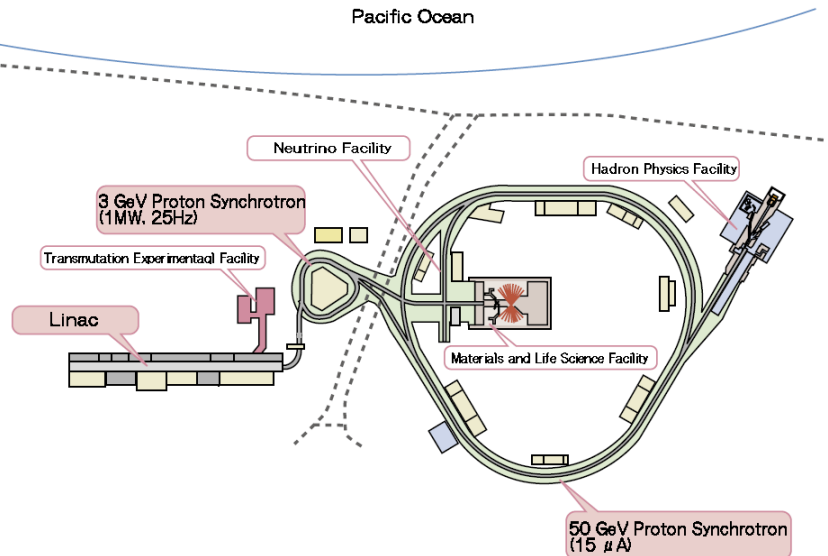 Pacific Ocean
Neutrino Facility
Hadron Physics Facility
3 GeV Proton Synchrotron
(1MW, 25Hz)
Transmutation Experimentagl Facility
Linac
Materials and Life Science Facility
50 GeV Proton Synchrotron
(15 μA)